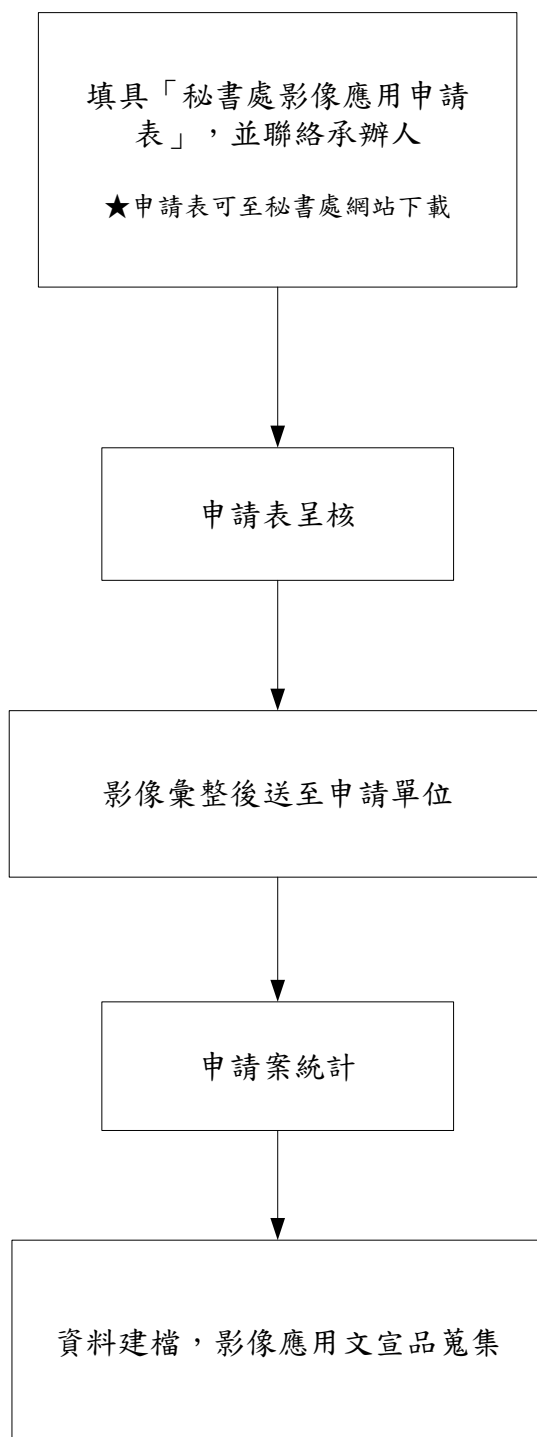 填具「秘書處影像應用申請
表」,並聯絡承辦人
★申請表可至秘書處網站下載
申請表呈核
影像彙整後送至申請單位
申請案統計
資料建檔,影像應用文宣品蒐集